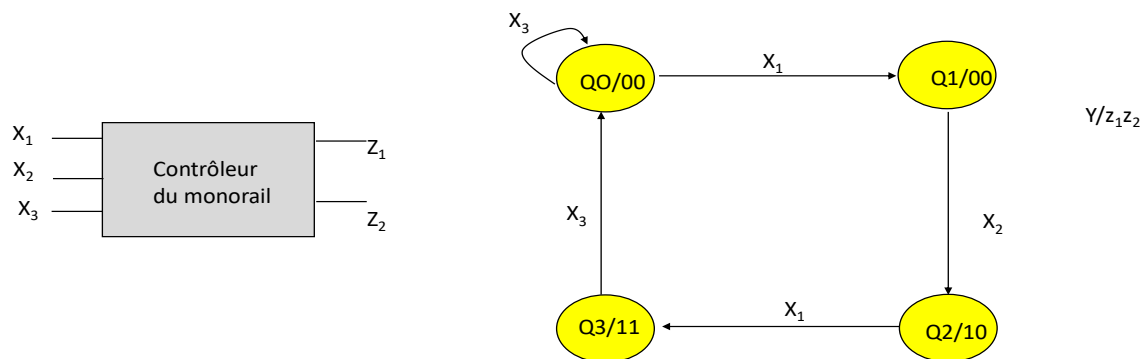 X₁
X₂
X₃
Contrôleur
du monorail
Z₁
Z₂
X₃
QO/00
X₁
Q1/00
Y/z₁z₂
X₃
X₂
Q3/11
X₁
Q2/10